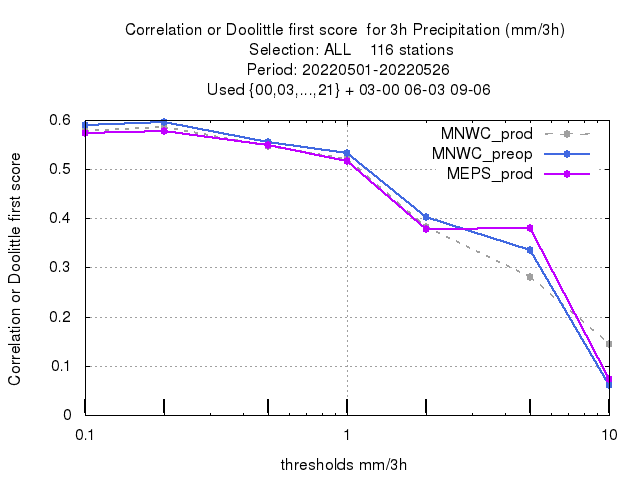 Correlation or Doolittle first score  for 3h Precipitation (mm/3h)
Selection: ALL    116 stations
Period: 20220501-20220526
Used {00,03,...,21} + 03-00 06-03 09-06
Correlation or Doolittle first score
0.6
0.5
0.4
0.3
0.2
0.1
0
MNWC_prod
MNWC_preop
MEPS_prod
0.1
1
10
thresholds mm/3h